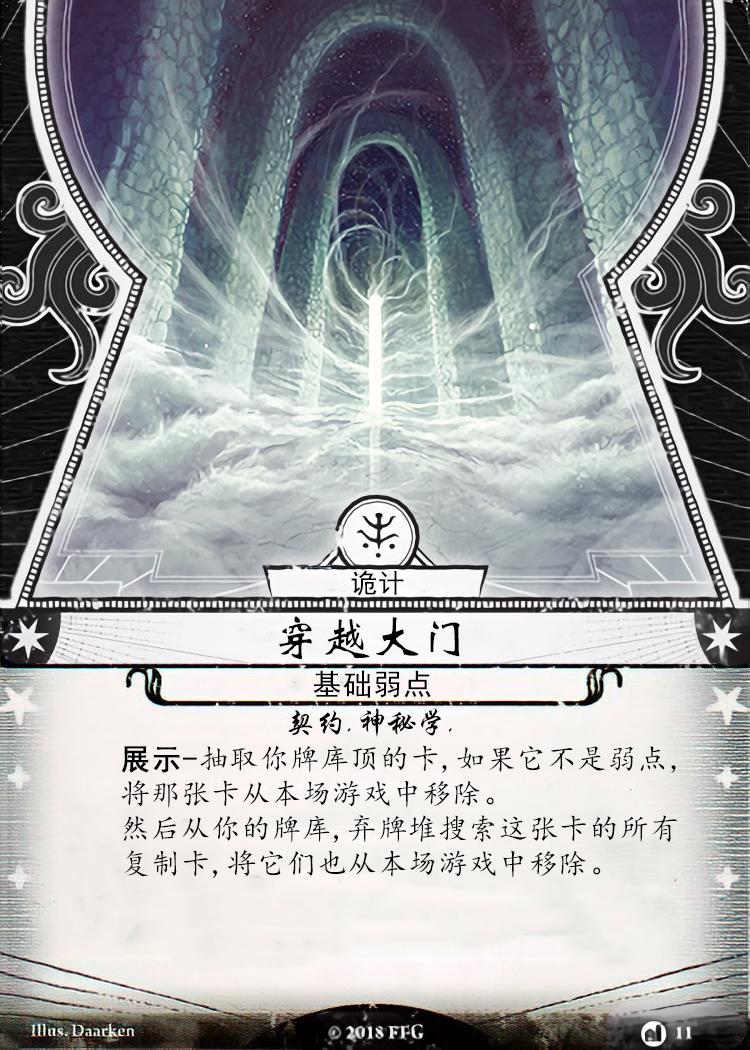 诡计
穿越大门
基础弱点
契约.神秘学.
展示-抽取你牌库顶的卡,如果它不是弱点,
将那张卡从本场游戏中移除。
然后从你的牌库,弃牌堆搜索这张卡的所有
复制卡,将它们也从本场游戏中移除。
Illus. Daarken
© 2018 FFG
11